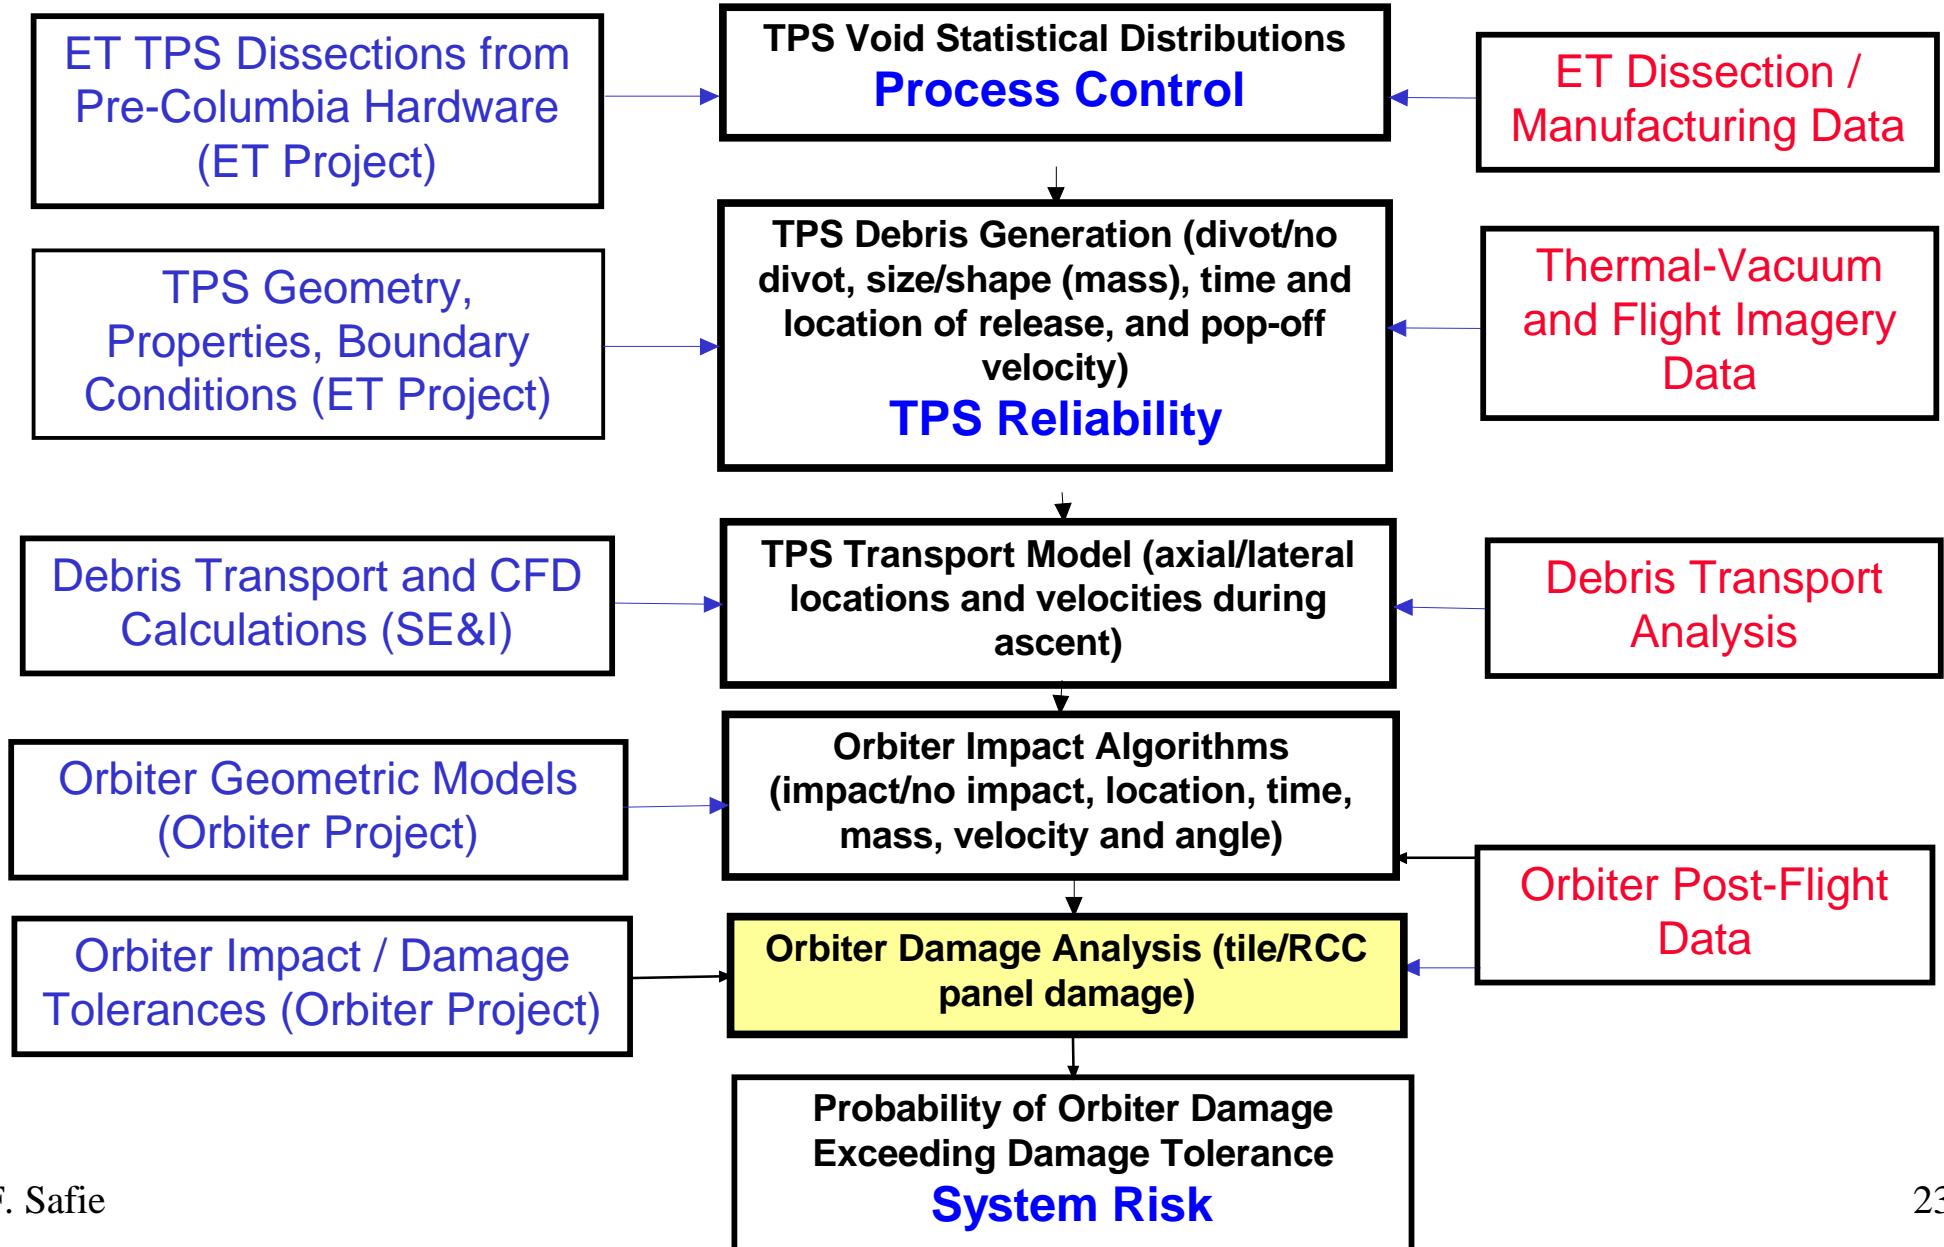 ET TPS Dissections from
Pre-Columbia Hardware
(ET Project)
TPS Void Statistical Distributions
Process Control
ET Dissection /
Manufacturing Data
TPS Geometry,
Properties, Boundary
Conditions (ET Project)
TPS Debris Generation (divot/no
divot, size/shape (mass), time and
location of release, and pop-off
velocity)
TPS Reliability
Thermal-Vacuum
and Flight Imagery
Data
Debris Transport and CFD
Calculations (SE&I)
TPS Transport Model (axial/lateral
locations and velocities during
ascent)
Debris Transport
Analysis
Orbiter Geometric Models
(Orbiter Project)
Orbiter Impact Algorithms
(impact/no impact, location, time,
mass, velocity and angle)
Orbiter Post-Flight
Data
Orbiter Impact / Damage
Tolerances (Orbiter Project)
Orbiter Damage Analysis (tile/RCC
panel damage)
Probability of Orbiter Damage
Exceeding Damage Tolerance
System Risk
F. Safie
23